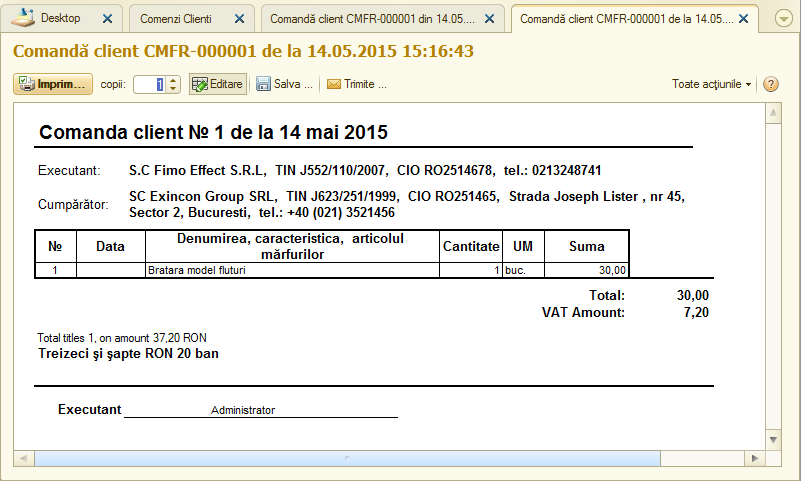 Desktop
Comenzi Clienti
Comandă client CMFR-000001 din 14.05....
Comandă client CMFR-000001 de la 14.05....
Comandă client CMFR-000001 de la 14.05.2015 15:16:43
Imprim... copii: 1 Editare Salva ... Trimite ... Toate acţiunile ?
Comanda client № 1 de la 14 mai 2015
Executant: S.C Fimo Effect S.R.L, TIN J552/110/2007, CIO RO2514678, tel.: 0213248741
Cumpărător: SC Exincon Group SRL, TIN J623/251/1999, CIO RO251465, Strada Joseph Lister , nr 45,
Sector 2, Bucuresti, tel.: +40 (021) 3521456
№ Data Denumirea, caracteristica, articolul mărfurilor Cantitate UM Suma
1 Bratara model fluturi 1 buc. 30,00
Total: 30,00
VAT Amount: 7,20
Total titles 1, on amount 37,20 RON
Treizeci şi şapte RON 20 ban
Executant Administrator